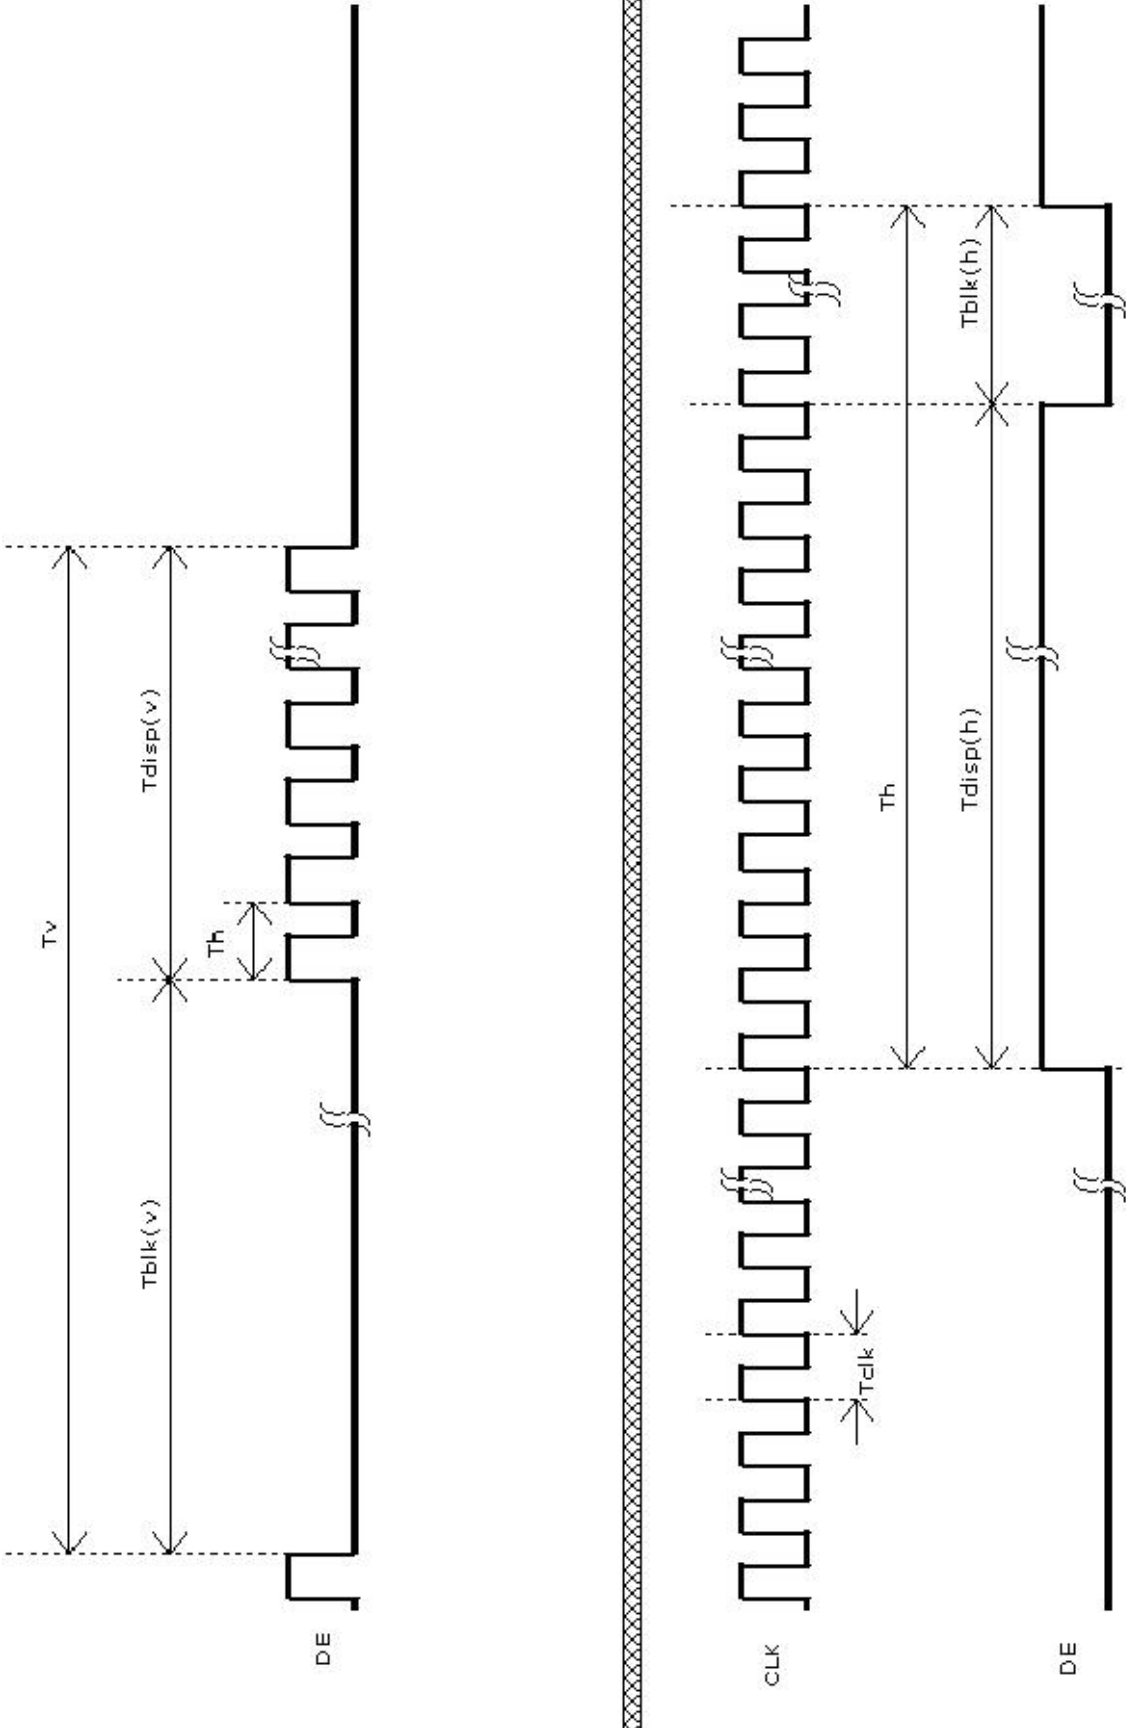 Tv
Tblk(v)
Tdisp(v)
Th
DE
CLK
Tclk
Th
Tdisp(h)
Tblk(h)
DE